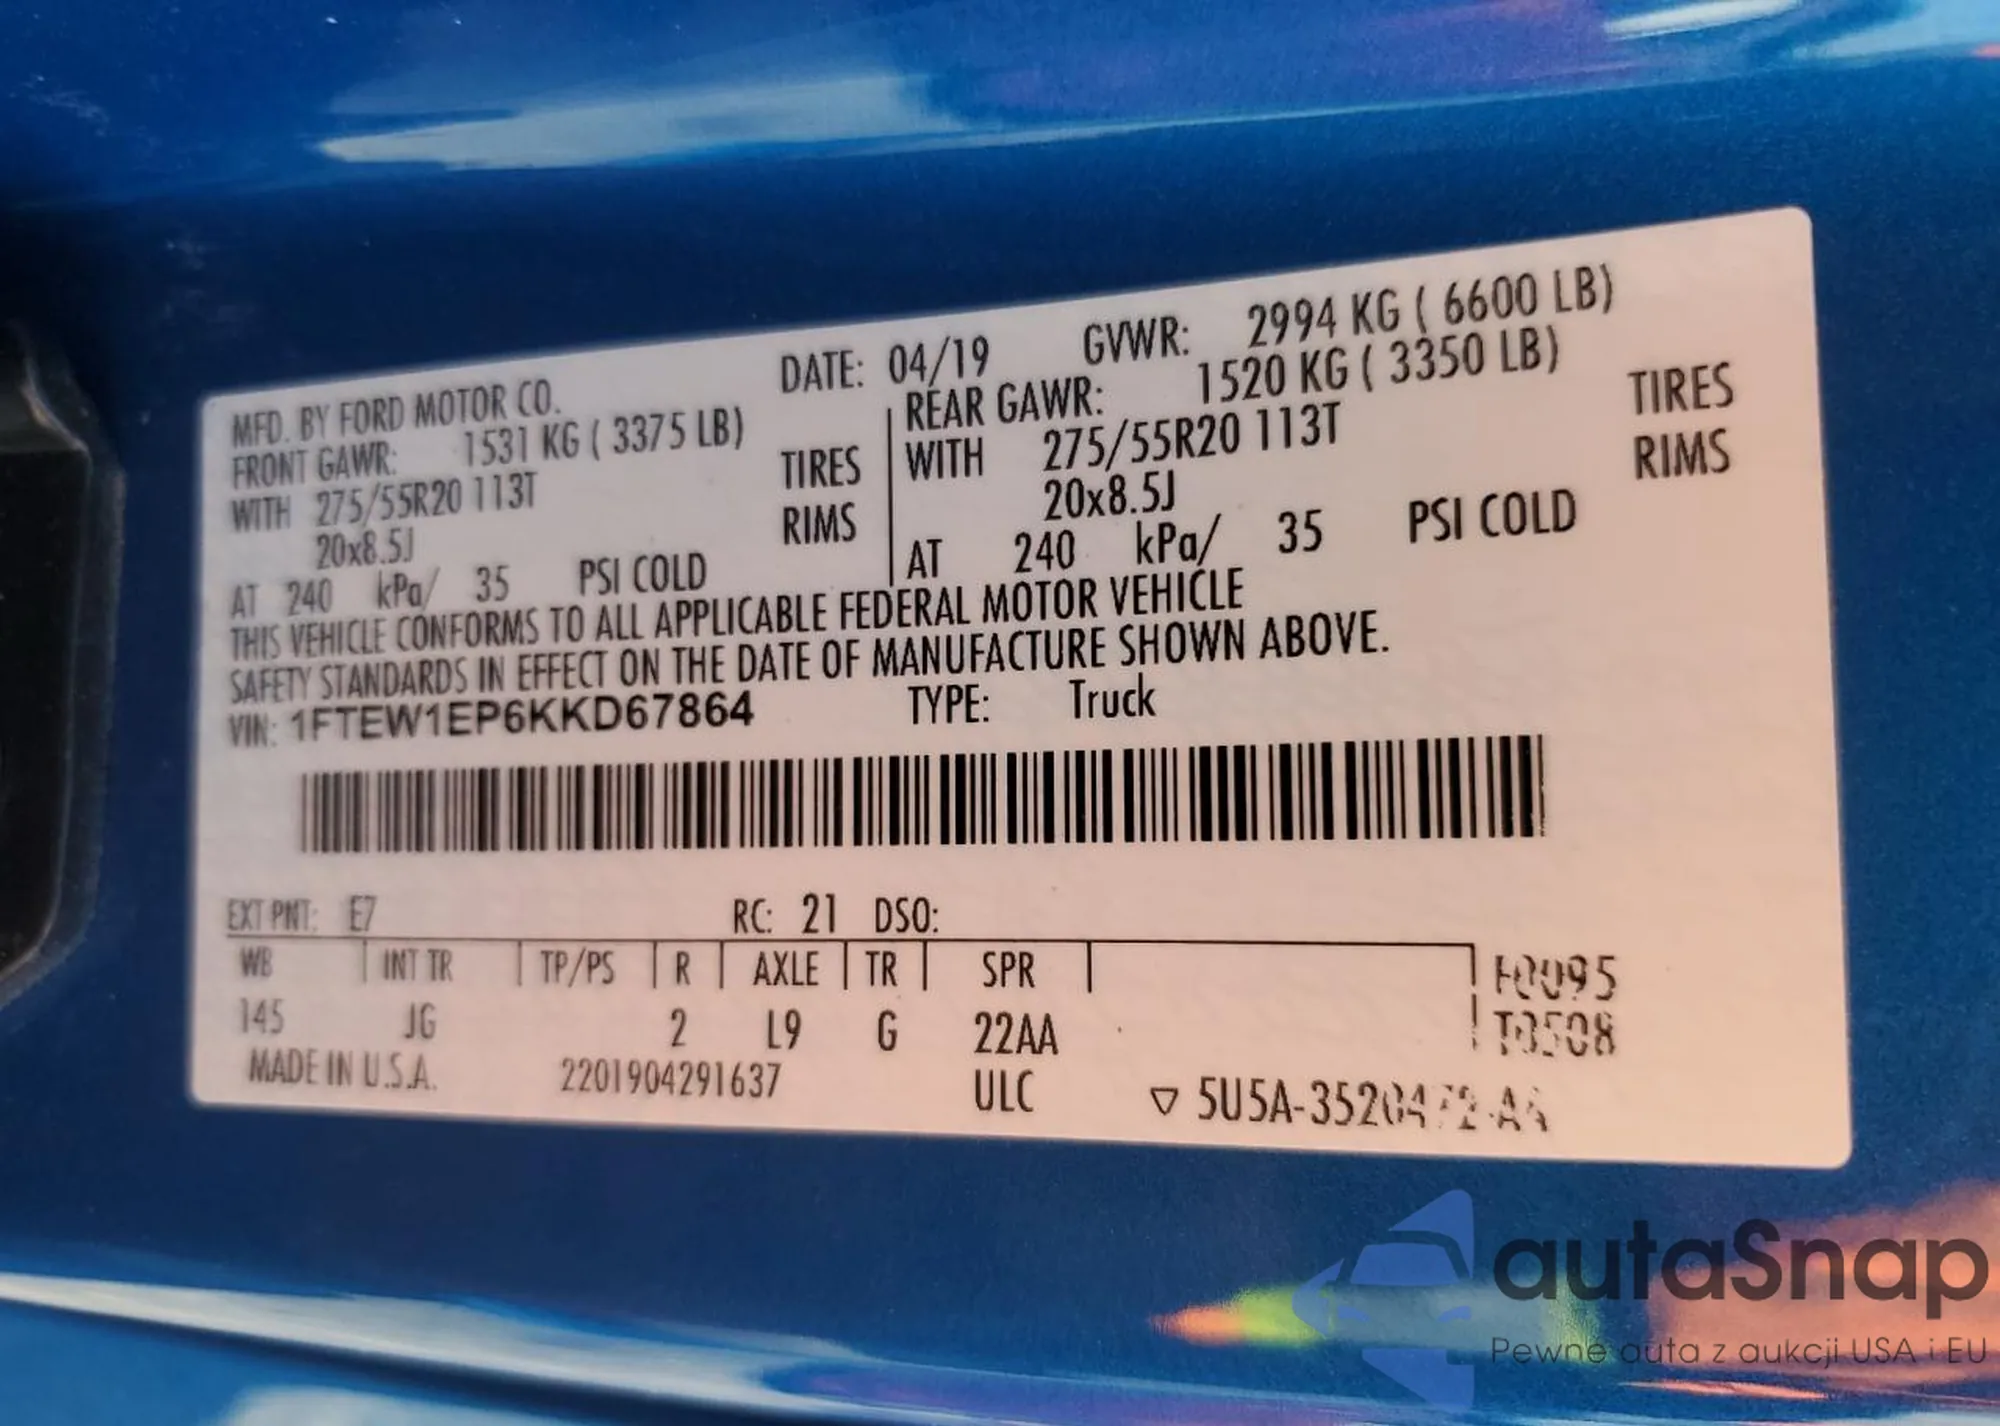 MFD. BY FORD MOTOR CO.
DATE: 04/19
GVWR: 2994 KG ( 6600 LB)
FRONT GAWR: 1531 KG ( 3375 LB)
WITH 275/55R20 113T TIRES
20x8.5J RIMS
AT 240 kPa/ 35 PSI COLD
REAR GAWR: 1520 KG ( 3350 LB)
WITH 275/55R20 113T TIRES
20x8.5J RIMS
AT 240 kPa/ 35 PSI COLD
THIS VEHICLE CONFORMS TO ALL APPLICABLE FEDERAL MOTOR VEHICLE
SAFETY STANDARDS IN EFFECT ON THE DATE OF MANUFACTURE SHOWN ABOVE.
VIN: 1FTEW1EP6KKD67864 TYPE: Truck
EXT PNT: E7 RC: 21 DSO:
WB INT TR TP/PS R AXLE TR SPR
145 JG 2 L9 G 22AA
MADE IN U.S.A. 2201904291637 ULC
autaSnap
Pewne auta z aukcji USA i EU